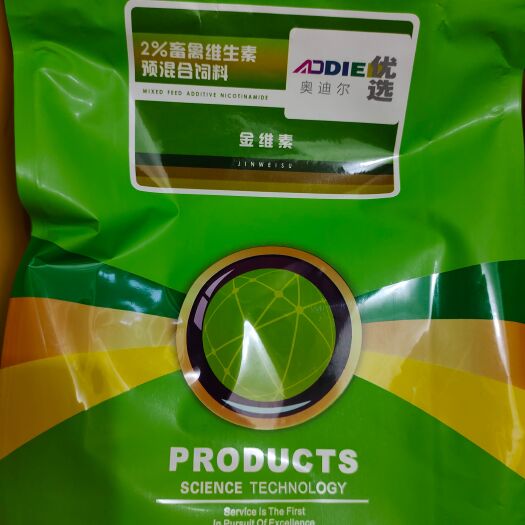 2%畜禽维生素
预混合饲料
MIXED FEED ADDITIVE NICOTINAMIDE
ADDIE
优选
奥迪尔
金维素
JINWEISU
PRODUCTS
SCIENCE TECHNOLOGY
Service Is The First
In Pursuit Of Excellence